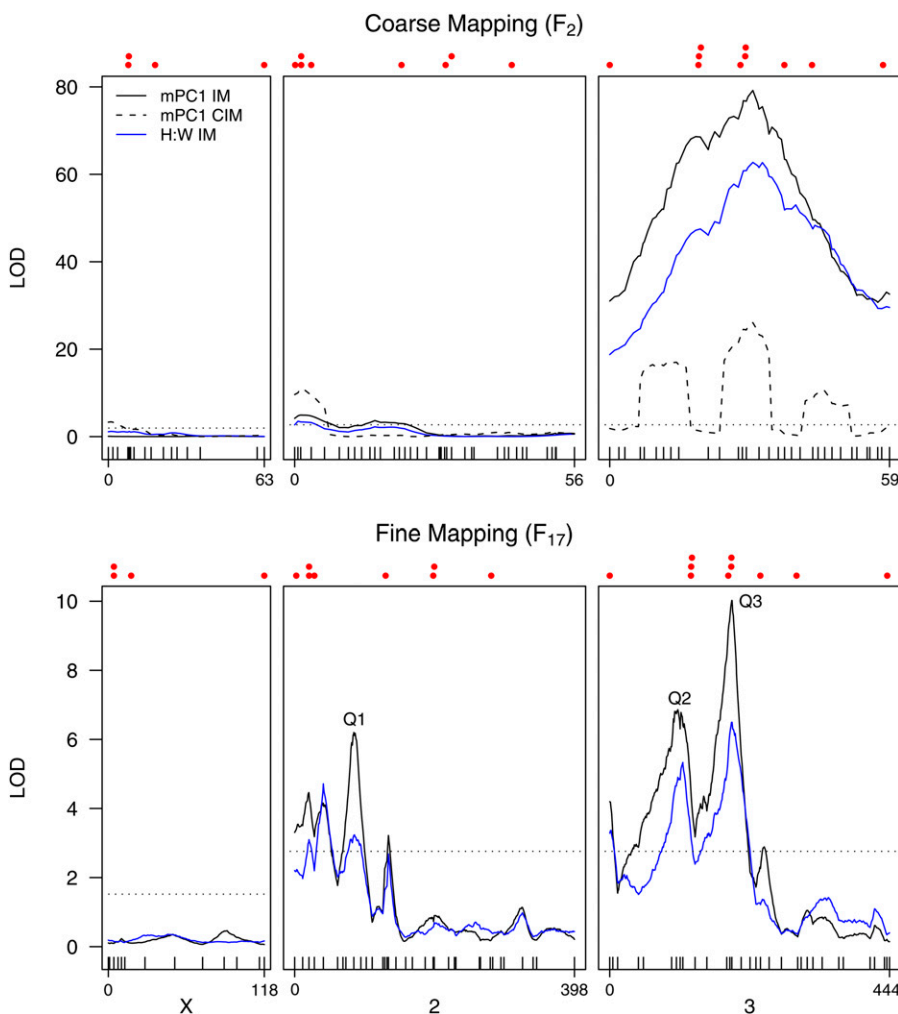 Coarse Mapping (F2)
mPC1 IM
mPC1 CIM
H:W IM
LOD
80
60
40
20
0
0 63
0 56
0 59
Fine Mapping (F17)
LOD
10
8
6
4
2
0
Q1
Q2
Q3
0 118
0 398
0 444
X 2 3